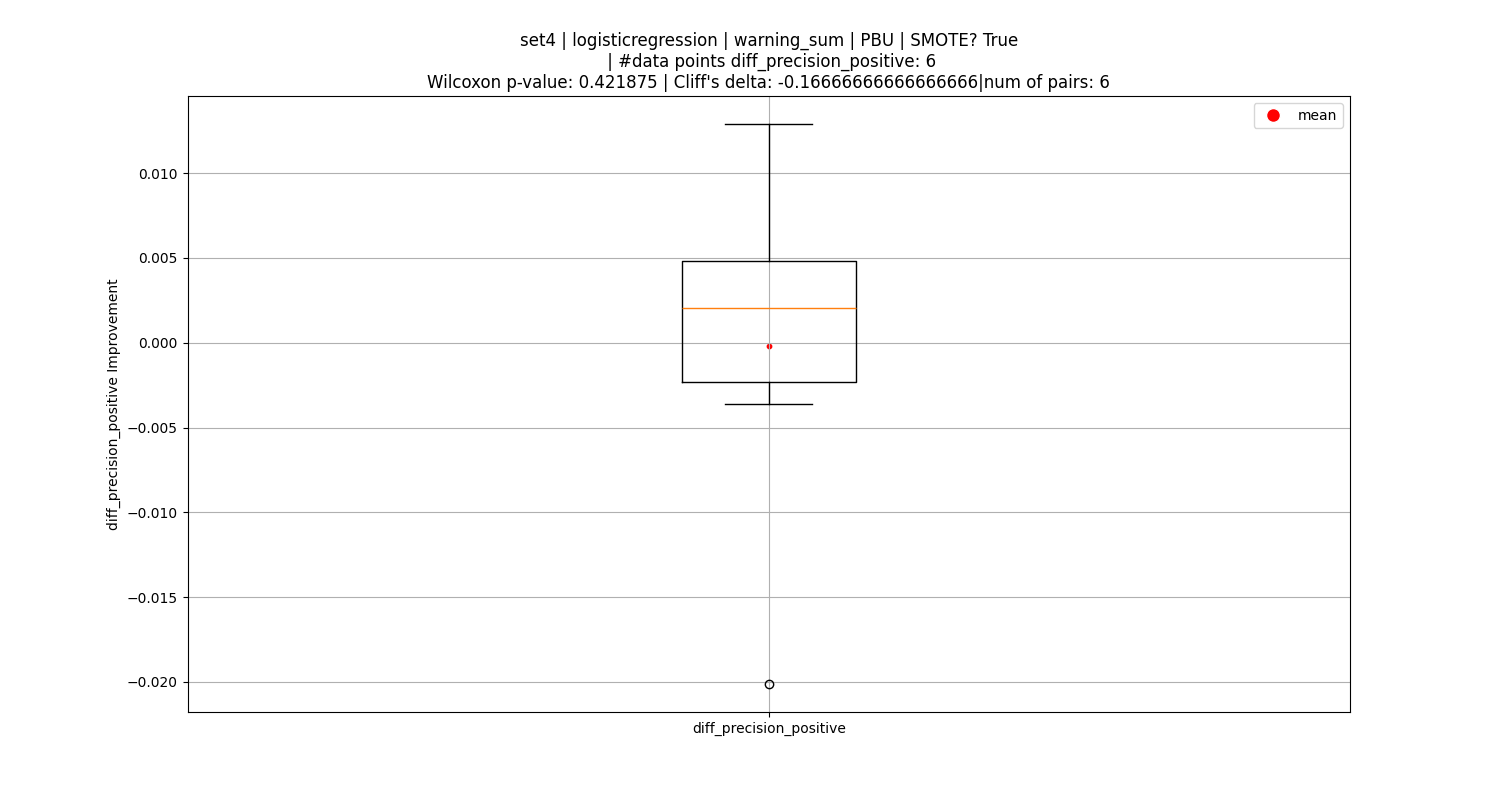 set4 | logisticregression | warning_sum | PBU | SMOTE? True
| #data points diff_precision_positive: 6
Wilcoxon p-value: 0.421875 | Cliff's delta: -0.16666666666666666|num of pairs: 6
mean
0.010
0.005
0.000
−0.005
−0.010
−0.015
−0.020
diff_precision_positive Improvement
diff_precision_positive